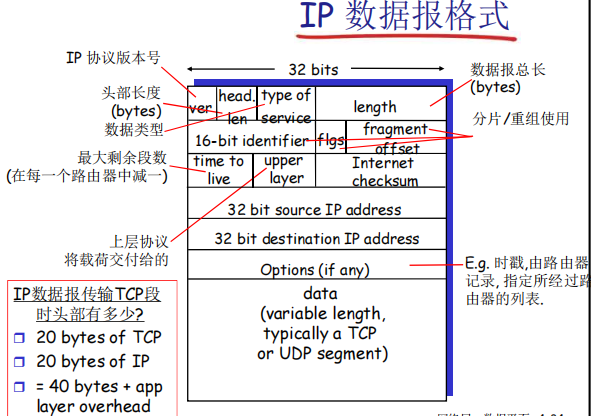 IP 数据报格式
IP 协议版本号
32 bits
数据报总长
(bytes)
头部长度
(bytes)
数据类型
ver
head.
len
type of
service
length
分片/重组使用
16-bit identifier
flgs
fragment
offset
最大剩余段数
(在每一个路由器中减一)
time to
live
upper
layer
Internet
checksum
32 bit source IP address
上层协议
将载荷交付给的
32 bit destination IP address
Options (if any)
E.g. 时戳,由路由器
记录, 指定所经过路
由器的列表.
data
(variable length,
typically a TCP
or UDP segment)
IP数据报传输TCP段
时头部有多少?
20 bytes of TCP
20 bytes of IP
= 40 bytes + app
layer overhead